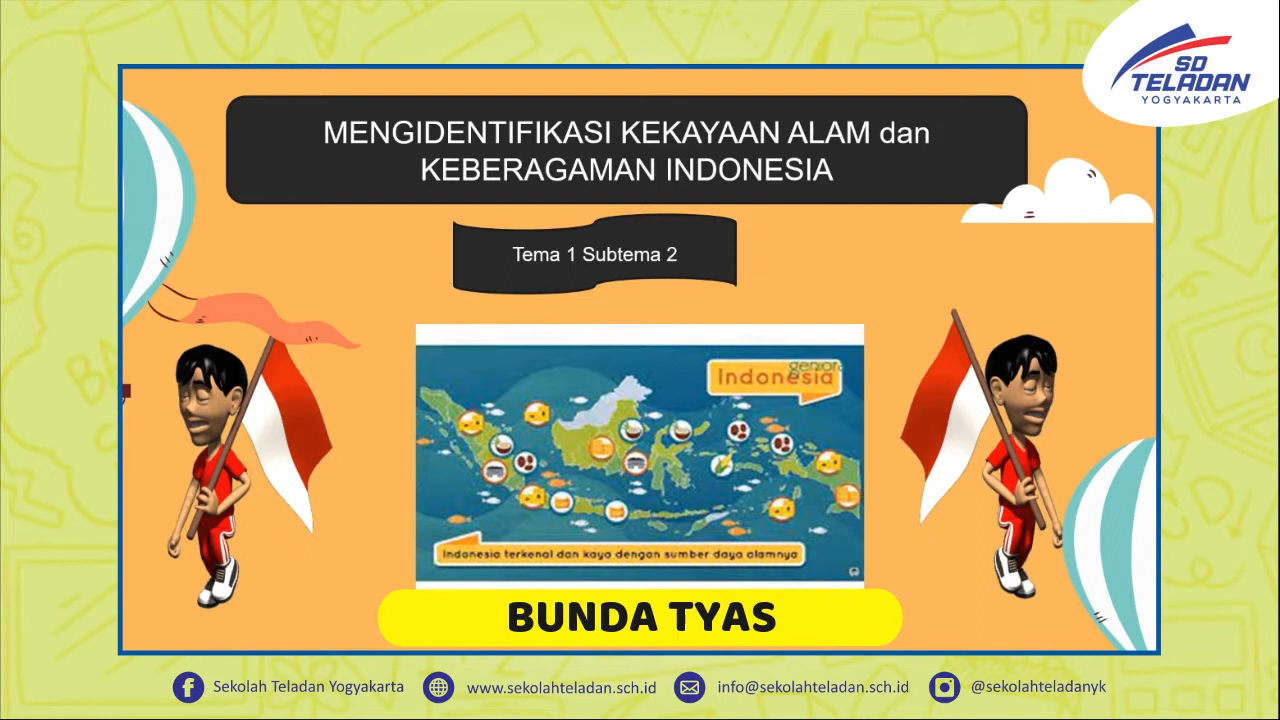 SD
TELADAN
YOGYAKARTA
MENGIDENTIFIKASI KEKAYAAN ALAM dan
KEBERAGAMAN INDONESIA
Tema 1 Subtema 2
genior
Indonesia
Indonesia terkenal dan kaya dengan sumber daya alamnya
BUNDA TYAS
Sekolah Teladan Yogyakarta
www.sekolahteladan.sch.id
info@sekolahteladan.sch.id
@sekolahteladanyk